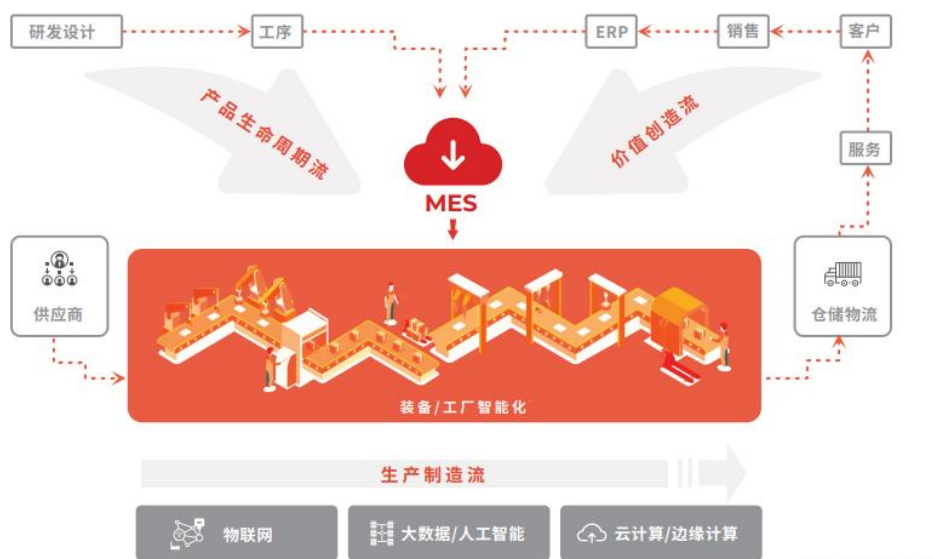 研发设计
工序
ERP
销售
客户
产品生命周期流
价值创造流
服务
MES
供应商
仓储物流
装备/工厂智能化
生产制造流
物联网
大数据/人工智能
云计算/边缘计算